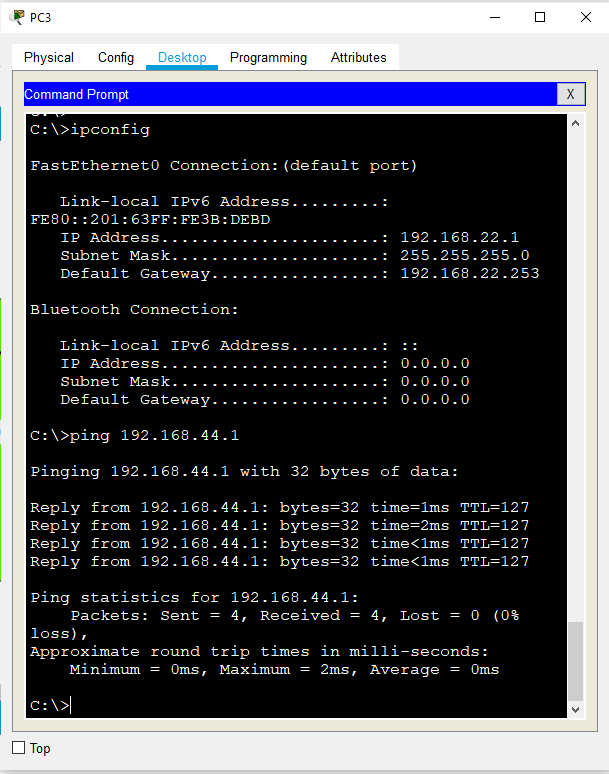 PC3
Physical Config Desktop Programming Attributes
Command Prompt
X
C:\>ipconfig
FastEthernet0 Connection:(default port)
Link-local IPv6 Address.........:
FE80::201:63FF:FE3B:DEBD
IP Address......................: 192.168.22.1
Subnet Mask.....................: 255.255.255.0
Default Gateway.................: 192.168.22.253
Bluetooth Connection:
Link-local IPv6 Address.........: ::
IP Address......................: 0.0.0.0
Subnet Mask.....................: 0.0.0.0
Default Gateway.................: 0.0.0.0
C:\>ping 192.168.44.1
Pinging 192.168.44.1 with 32 bytes of data:
Reply from 192.168.44.1: bytes=32 time=1ms TTL=127
Reply from 192.168.44.1: bytes=32 time=2ms TTL=127
Reply from 192.168.44.1: bytes=32 time<1ms TTL=127
Reply from 192.168.44.1: bytes=32 time<1ms TTL=127
Ping statistics for 192.168.44.1:
Packets: Sent = 4, Received = 4, Lost = 0 (0%
loss),
Approximate round trip times in milli-seconds:
Minimum = 0ms, Maximum = 2ms, Average = 0ms
C:\>
Top